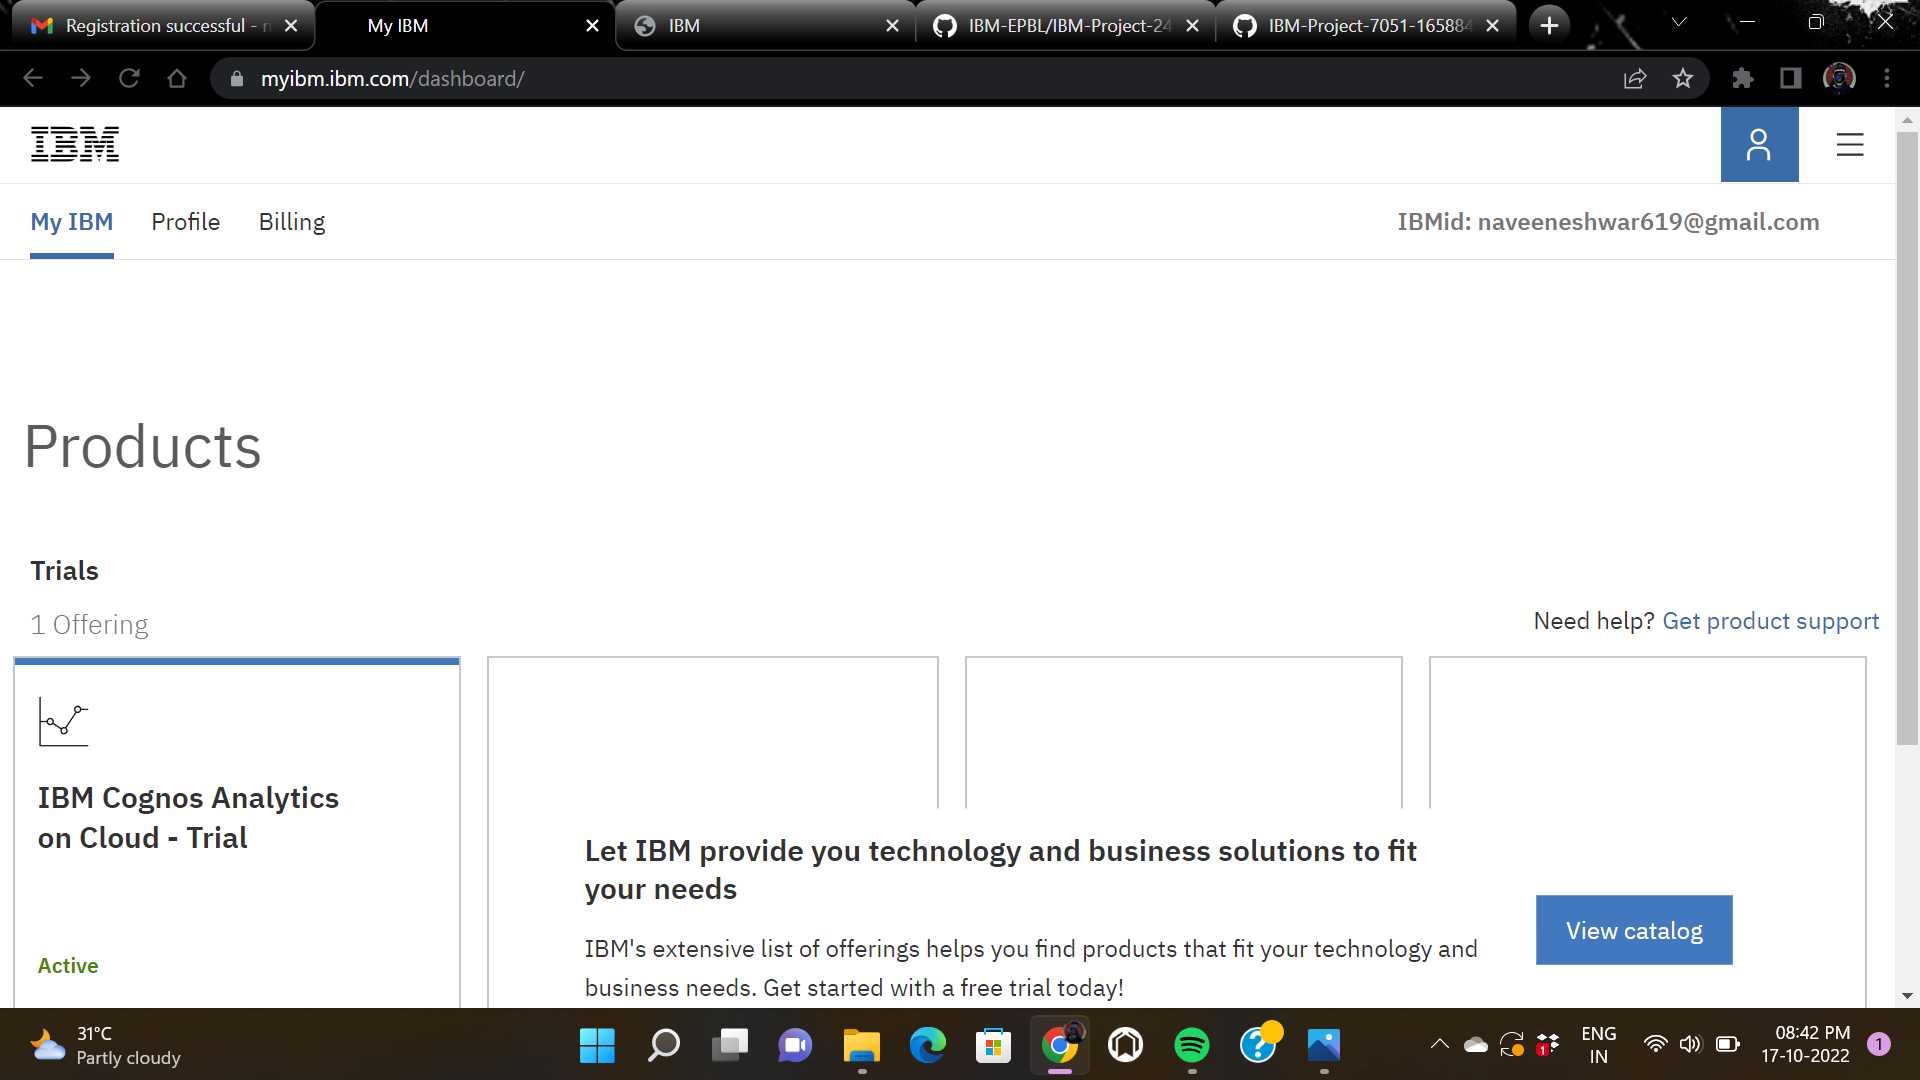 Registration successful - n
My IBM
IBM
IBM-EPBL/IBM-Project-24
IBM-Project-7051-165884
myibm.ibm.com/dashboard/
IBM
My IBM
Profile
Billing
IBMid: naveeneshwar619@gmail.com
Products
Trials
1 Offering
Need help? Get product support
IBM Cognos Analytics
on Cloud - Trial
Active
Let IBM provide you technology and business solutions to fit
your needs
IBM's extensive list of offerings helps you find products that fit your technology and
business needs. Get started with a free trial today!
View catalog
31°C
Partly cloudy
1
ENG
IN
08:42 PM
17-10-2022
1